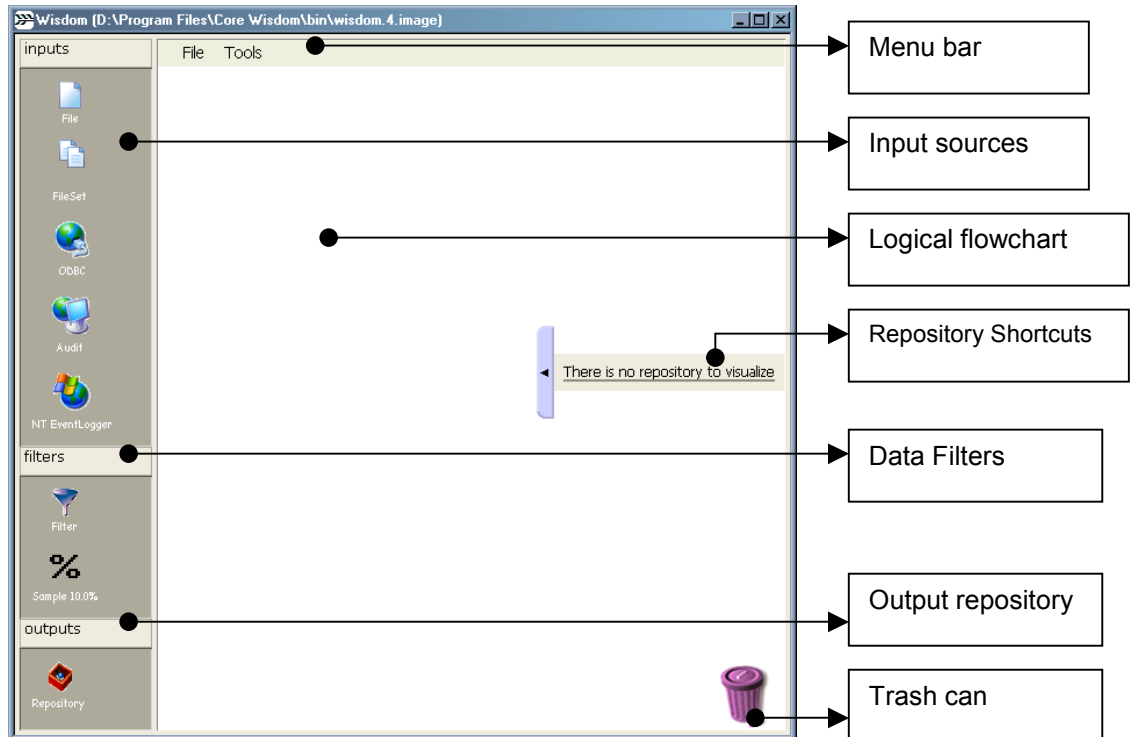 Wisdom (D:\Program Files\Core Wisdom\bin\wisdom.4.image)
inputs
File Tools
File
FileSet
ODBC
Audit
NT EventLogger
filters
Filter
%
Sample 10.0%
outputs
Repository
There is no repository to visualize
Menu bar
Input sources
Logical flowchart
Repository Shortcuts
Data Filters
Output repository
Trash can